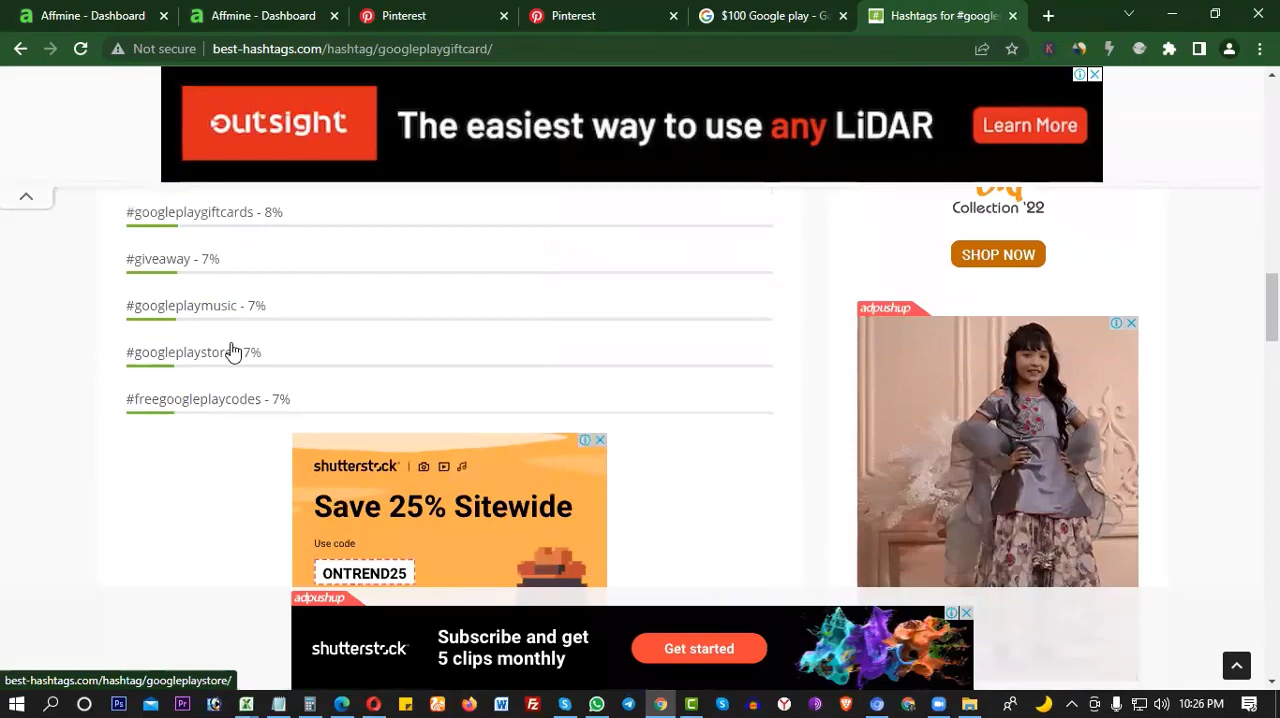 Affmine - Dashboard
Affmine - Dashboard
Pinterest
Pinterest
$100 Google play - Go
Hashtags for #google
Not secure
best-hashtags.com/hashtag/googleplaygiftcard/
outsight
The easiest way to use any LiDAR
Learn More
#googleplaygiftcards - 8%
#giveaway - 7%
#googleplaymusic - 7%
#googleplaystore 7%
#freegoogleplaycodes - 7%
Collection '22
SHOP NOW
adpushup
shutterstock
Save 25% Sitewide
Use code
ONTREND25
adpushup
shutterstock
Subscribe and get
5 clips monthly
Get started
best-hashtags.com/hashtag/googleplaystore/
10:26 PM